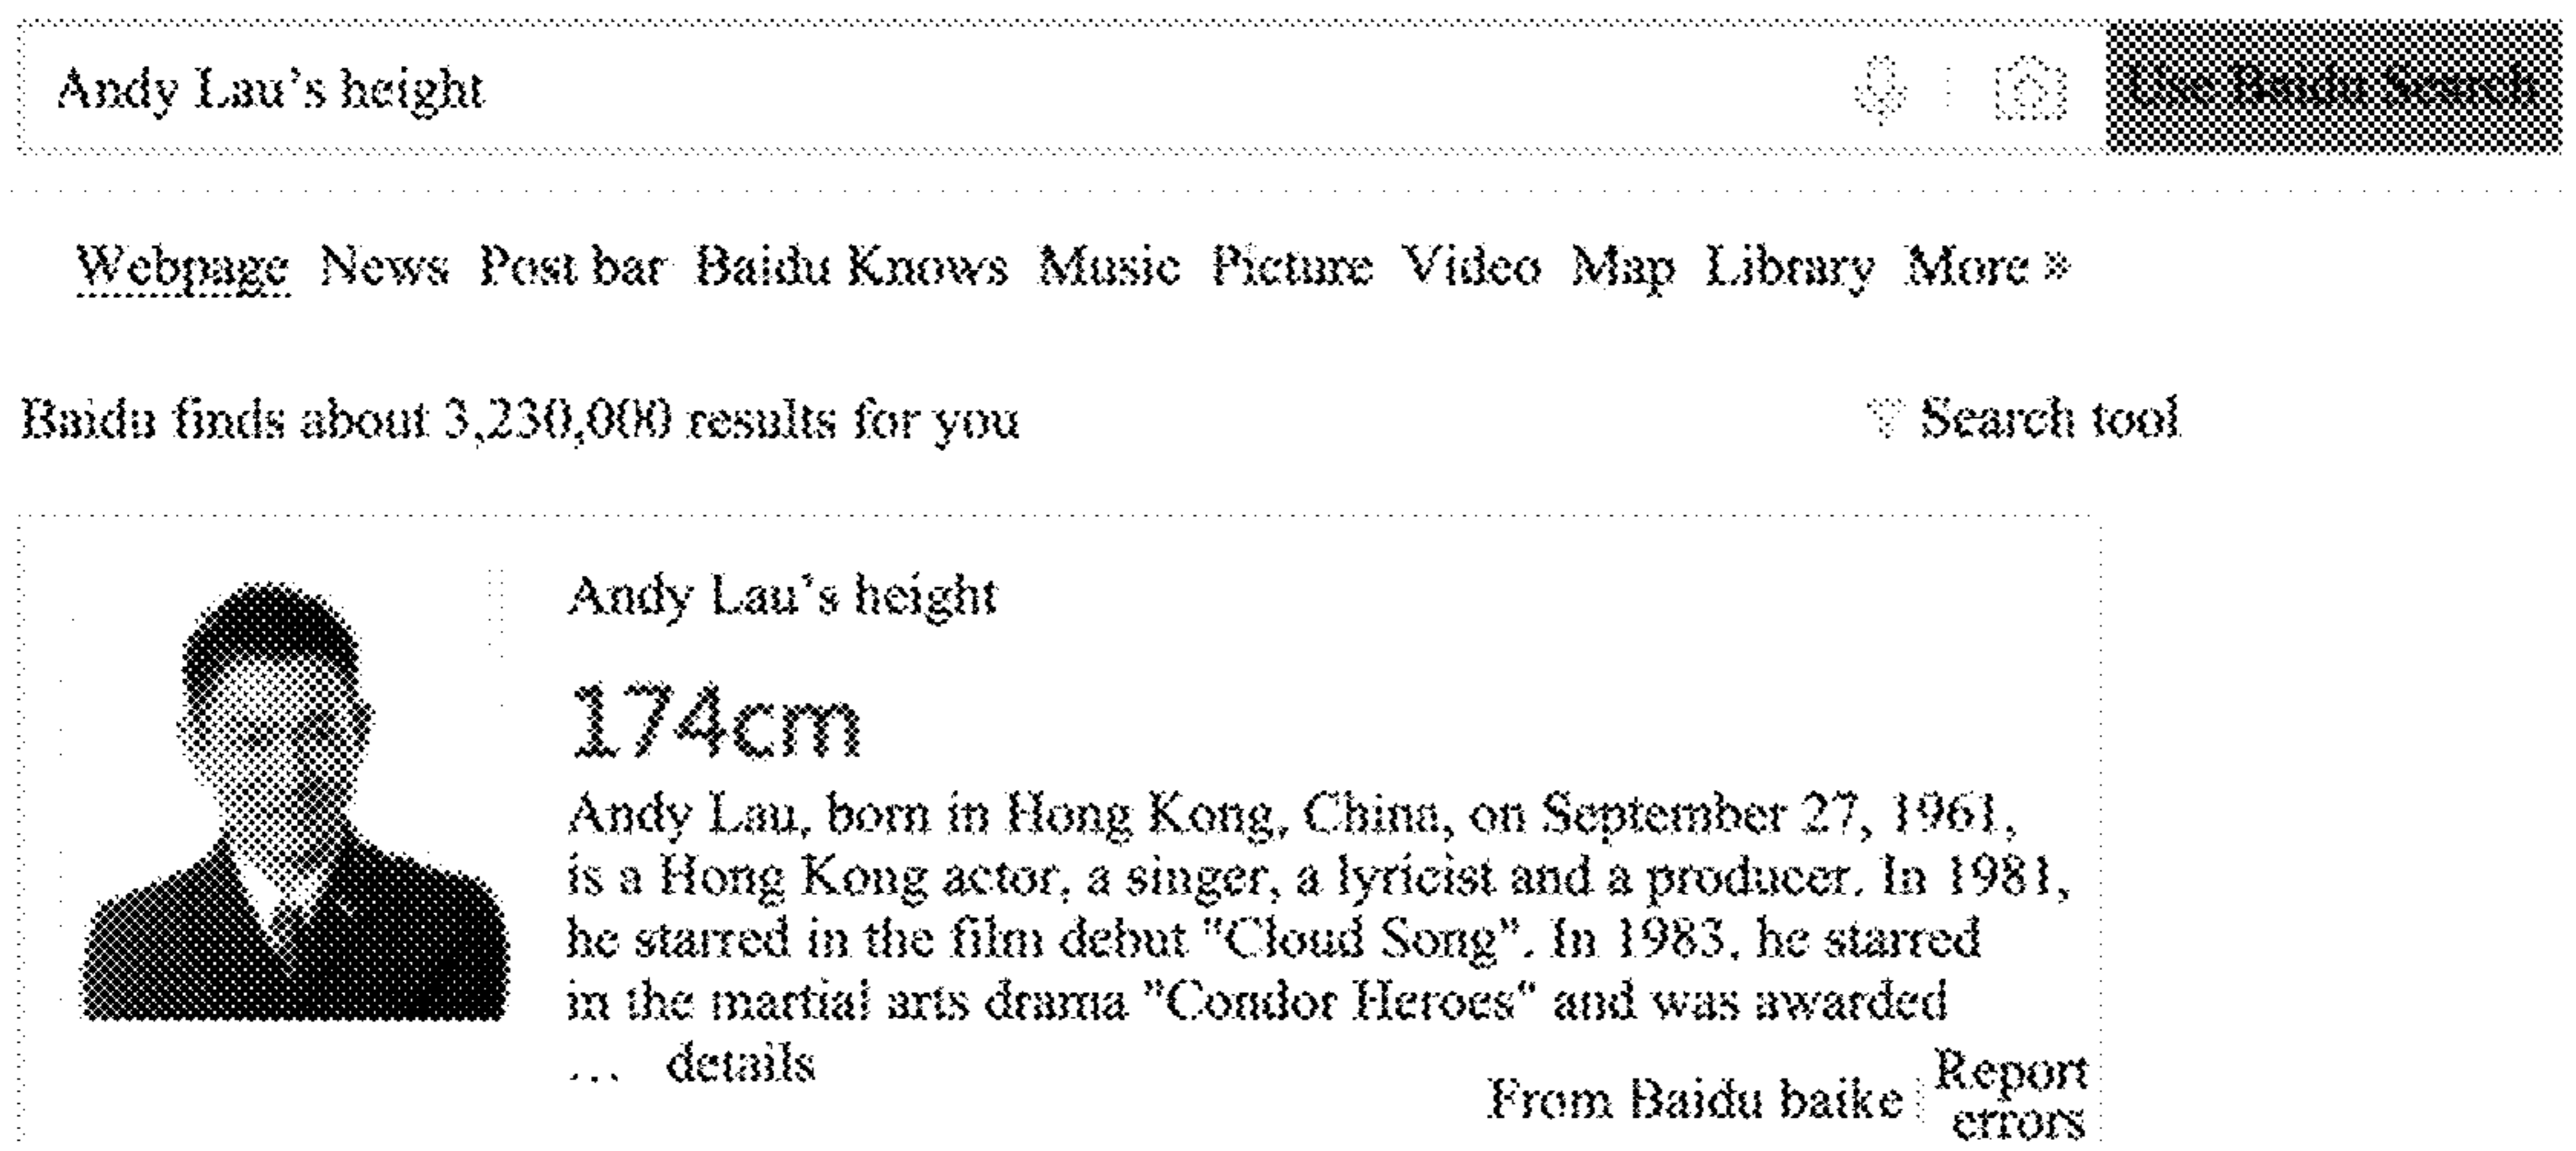 Andy Lau's height
Use Baidu Search
Webpage News Post bar Baidu Knows Music Picture Video Map Library More »
Baidu finds about 3,230,000 results for you
Search tool
Andy Lau's height
174cm
Andy Lau, born in Hong Kong, China, on September 27, 1961,
is a Hong Kong actor, a singer, a lyricist and a producer. In 1981,
he starred in the film debut "Cloud Song". In 1983, he starred
in the martial arts drama "Condor Heroes" and was awarded
... details
From Baidu baike
Report
errors